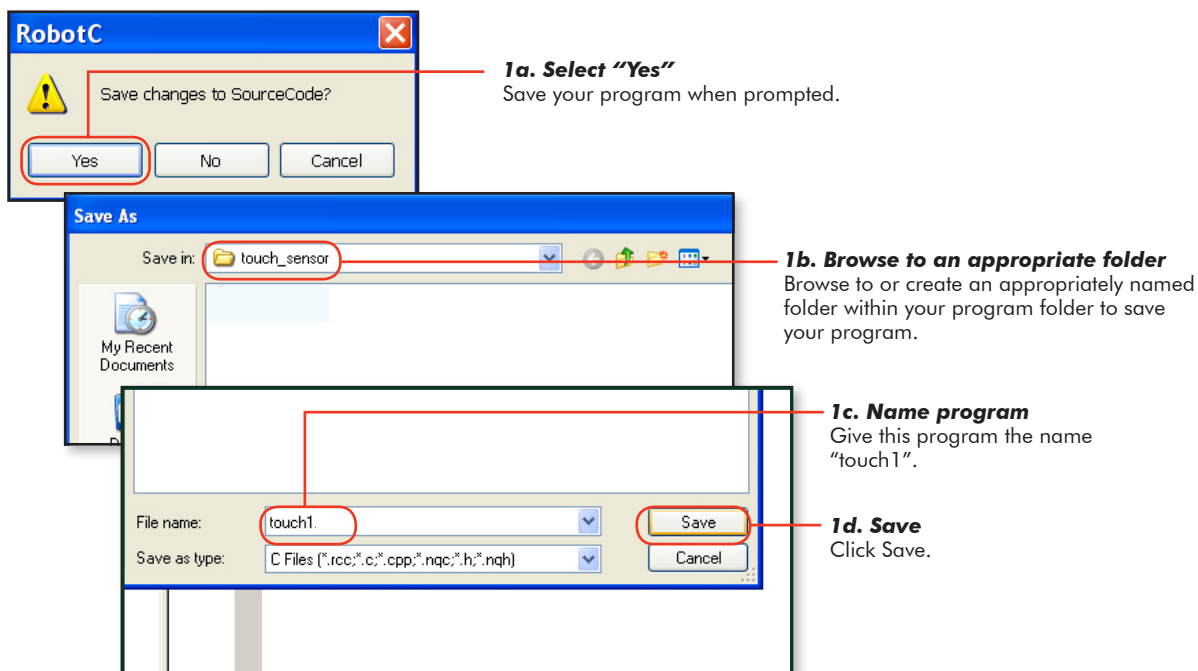 RobotC
Save changes to SourceCode?
Yes No Cancel
1a. Select “Yes”
Save your program when prompted.
Save As
Save in: touch_sensor
My Recent
Documents
1b. Browse to an appropriate folder
Browse to or create an appropriately named
folder within your program folder to save
your program.
1c. Name program
Give this program the name
“touch1”.
File name: touch1. Save
Save as type: C Files (*.rcc;*.c;*.cpp;*.nqc;*.h;*.nqh) Cancel
1d. Save
Click Save.